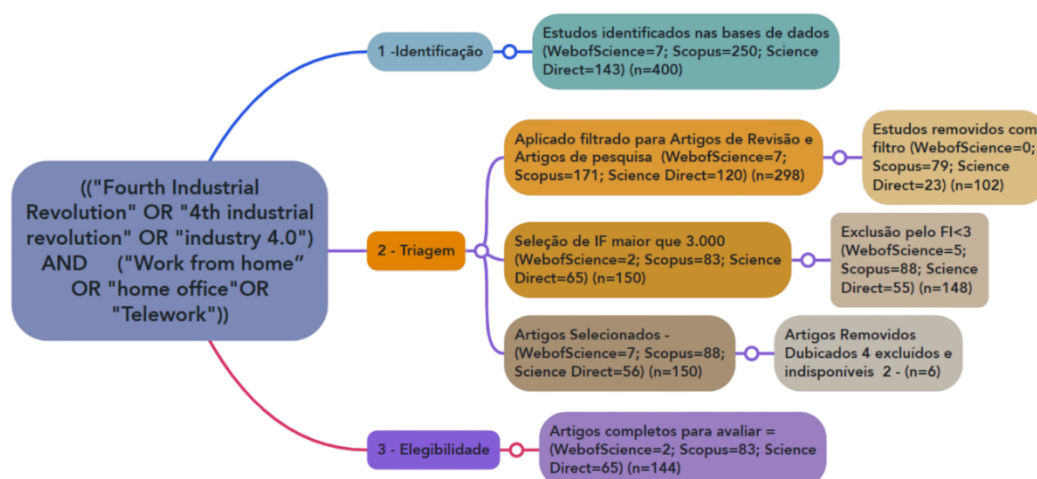 (("Fourth Industrial
Revolution" OR "4th industrial
revolution" OR "industry 4.0")
AND ("Work from home”
OR "home office"OR
"Telework"))
1 -Identificação
Estudos identificados nas bases de dados
(WebofScience=7; Scopus=250; Science
Direct=143) (n=400)
2 - Triagem
Aplicado filtrado para Artigos de Revisão e
Artigos de pesquisa (WebofScience=7;
Scopus=171; Science Direct=120) (n=298)
Estudos removidos com
filtro (WebofScience=0;
Scopus=79; Science
Direct=23) (n=102)
Seleção de IF maior que 3.000
(WebofScience=2; Scopus=83; Science
Direct=65) (n=150)
Exclusão pelo FI<3
(WebofScience=5;
Scopus=88; Science
Direct=55) (n=148)
Artigos Selecionados -
(WebofScience=7; Scopus=88;
Science Direct=56) (n=150)
Artigos Removidos
Dubicados 4 excluídos e
indisponíveis 2 - (n=6)
3 - Elegibilidade
Artigos completos para avaliar =
(WebofScience=2; Scopus=83; Science
Direct=65) (n=144)